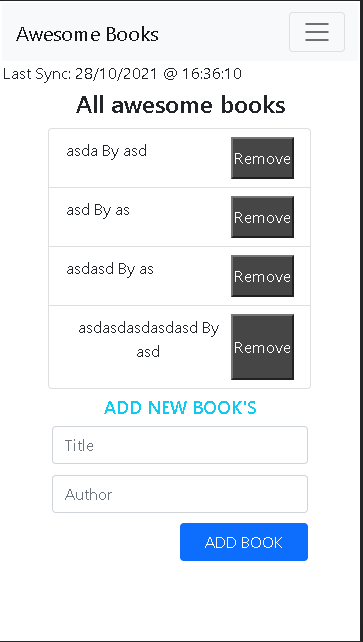 Awesome Books
Last Sync: 28/10/2021 @ 16:36:10
All awesome books
asda By asd
Remove
asd By as
Remove
asdasd By as
Remove
asdasdasdasdasd By
asd
Remove
ADD NEW BOOK'S
Title
Author
ADD BOOK